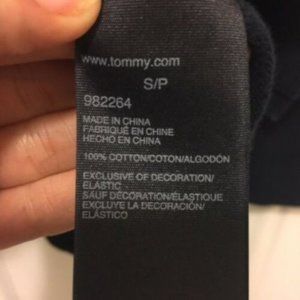 www.tommy.com
S/P
982264
MADE IN CHINA
FABRIQUÉ EN CHINE
HECHO EN CHINA
100% COTTON/COTON/ALGODÓN
EXCLUSIVE OF DECORATION/
ELASTIC
SAUF DÉCORATION/ÉLASTIQUE
EXCLUYE LA DECORACIÓN/
ELÁSTICO